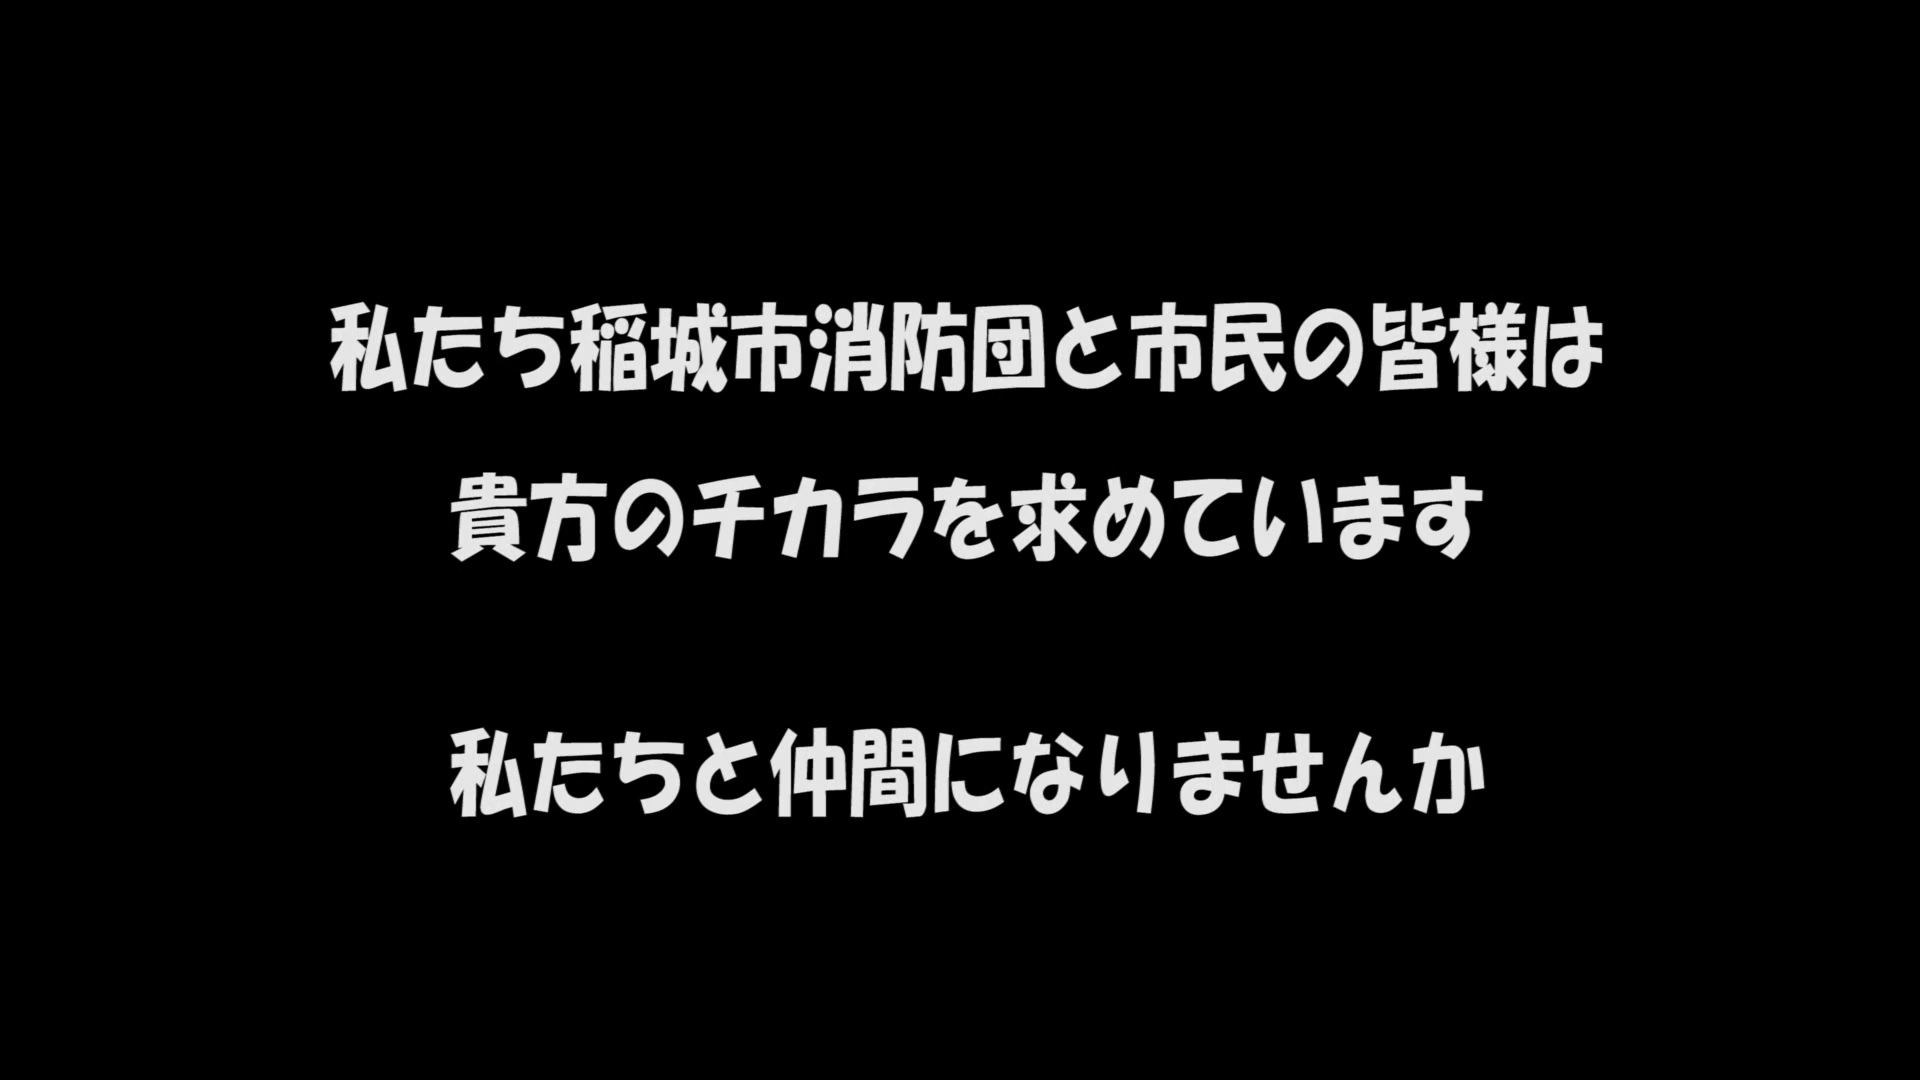 私たち稲城市消防団と市民の皆様は
貴方のチカラを求めています
私たちと仲間になりませんか